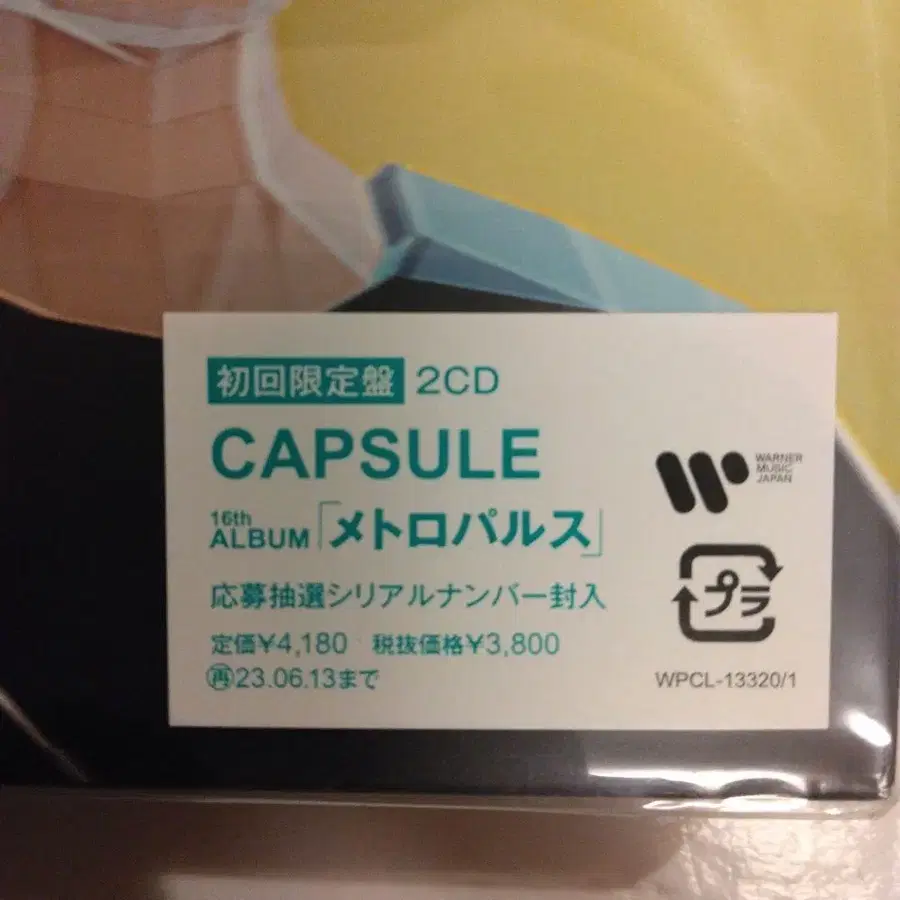 初回限定盤 2CD
CAPSULE
16th
ALBUM「メトロパルス」
応募抽選シリアルナンバー封入
定価¥4,180 税抜価格¥3,800
再23.06.13まで
WARNER
MUSIC
JAPAN
プラ
WPCL-13320/1